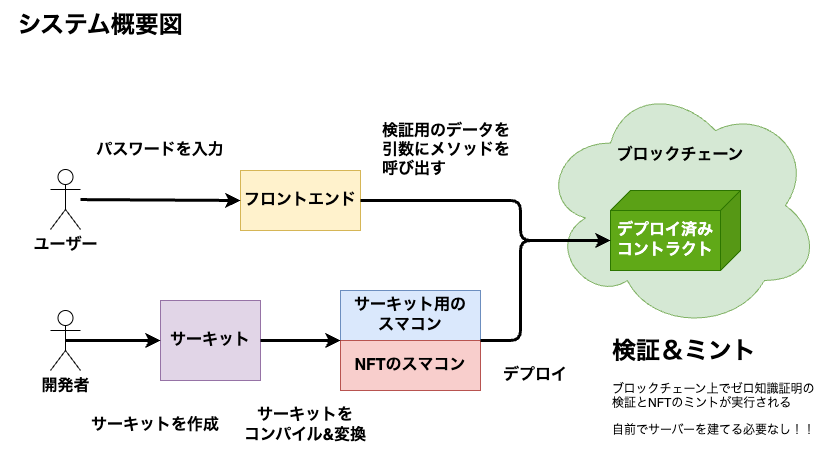 システム概要図
パスワードを入力
検証用のデータを
引数にメソッドを
呼び出す
ブロックチェーン
フロントエンド
デプロイ済み
コントラクト
ユーザー
サーキット用の
スマコン
サーキット
NFTのスマコン
検証＆ミント
デプロイ
開発者
ブロックチェーン上でゼロ知識証明の
検証とNFTのミントが実行される
サーキットを作成
サーキットを
コンパイル&変換
自前でサーバーを建てる必要なし！！